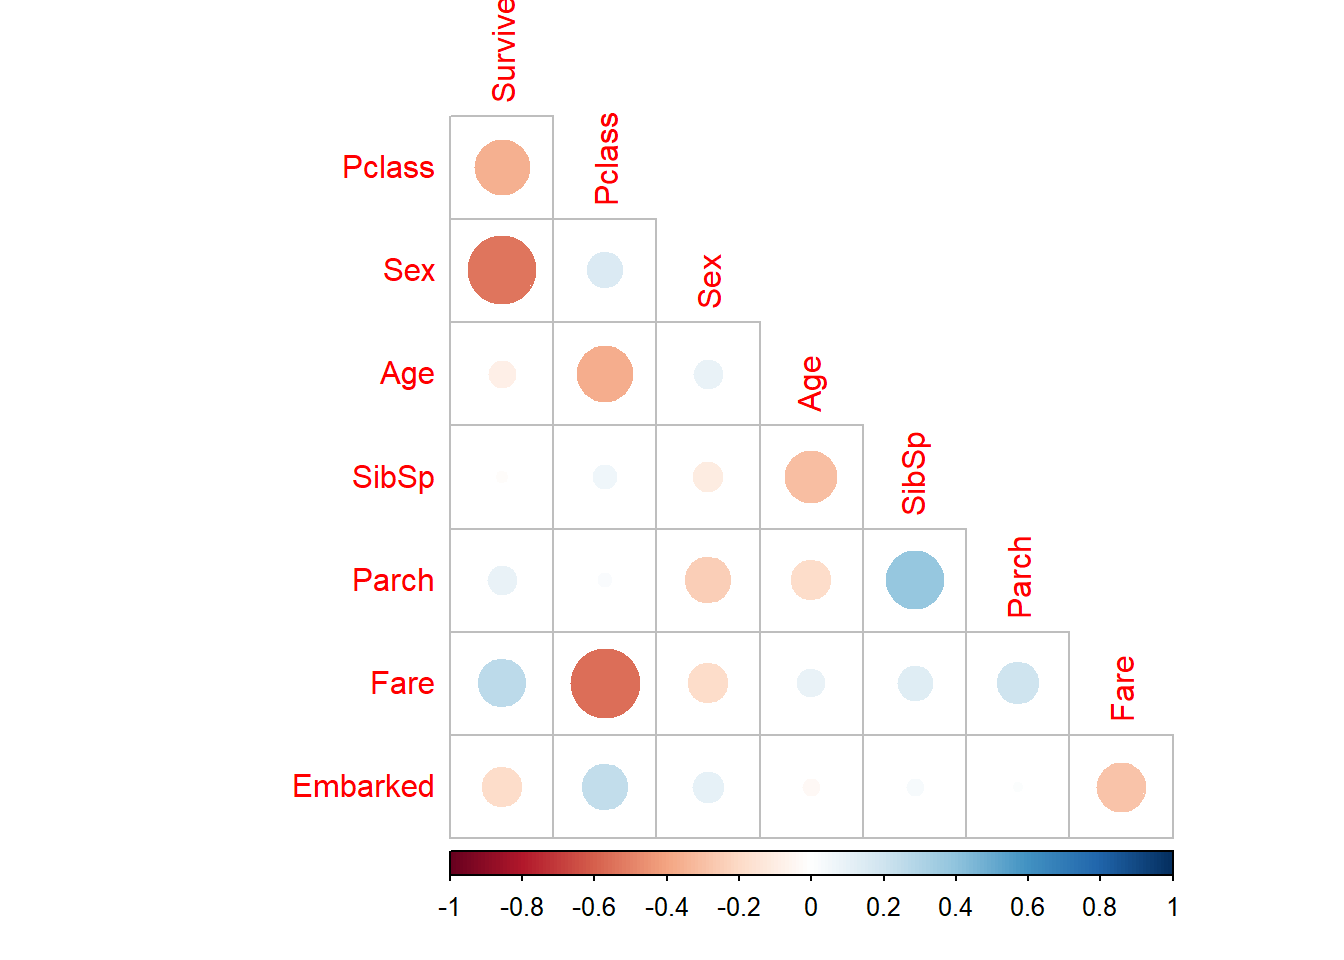 Survive
Pclass
Pclass
Sex
Sex
Age
Age
SibSp
SibSp
Parch
Parch
Fare
Fare
Embarked
-1 -0.8 -0.6 -0.4 -0.2 0 0.2 0.4 0.6 0.8 1